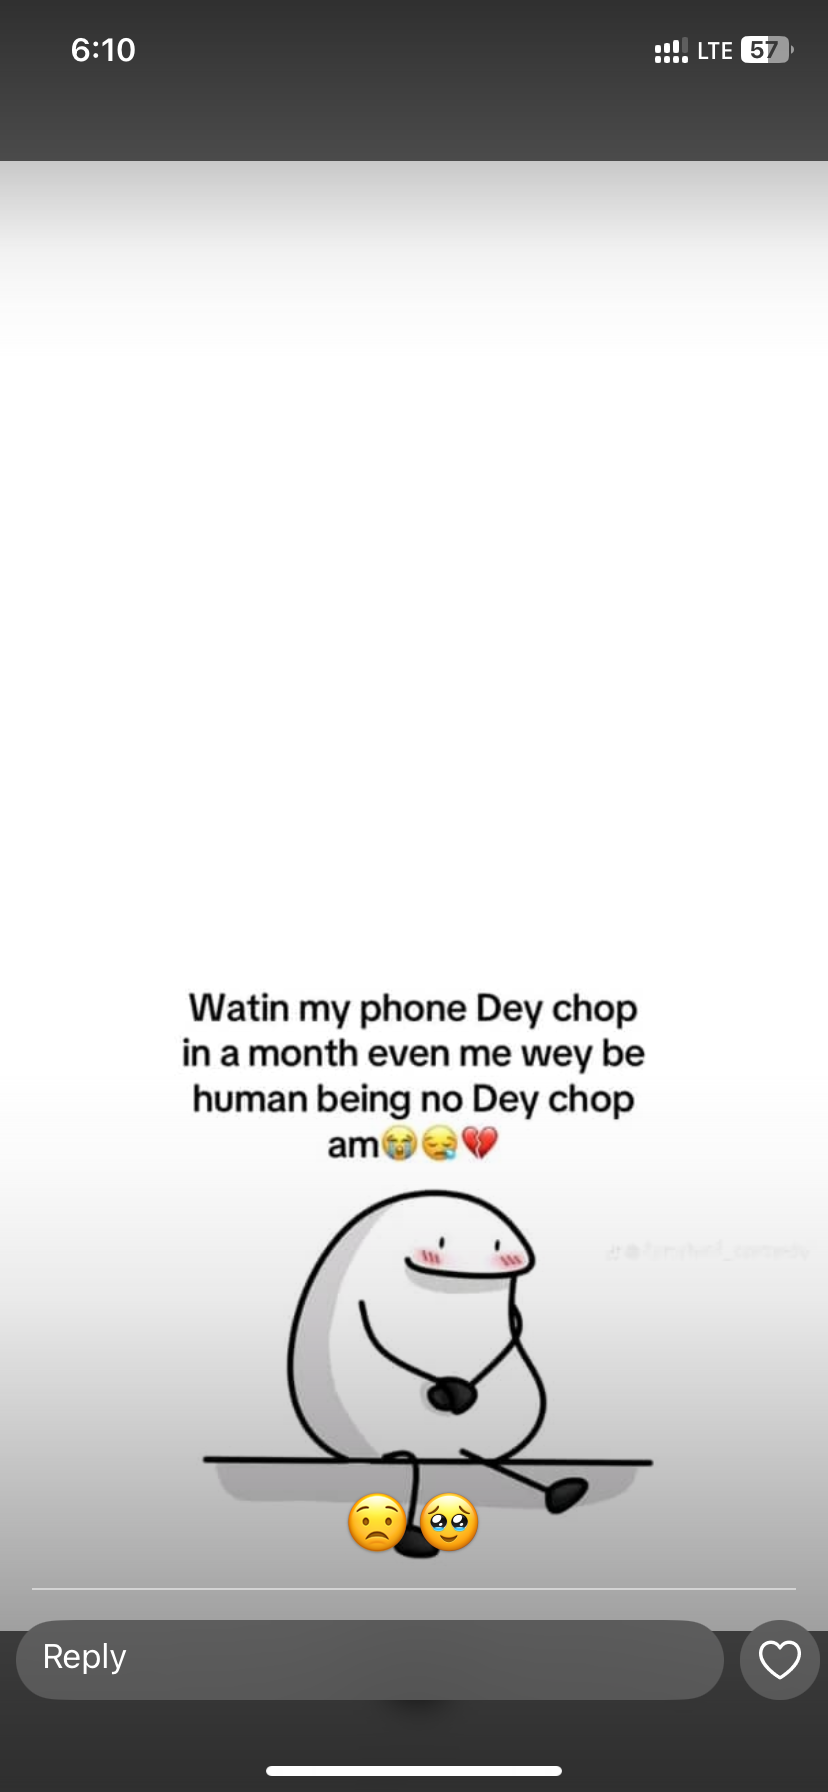 6:10
LTE 57
Watin my phone Dey chop
in a month even me wey be
human being no Dey chop
am😭😪💔
😟🥹
Reply